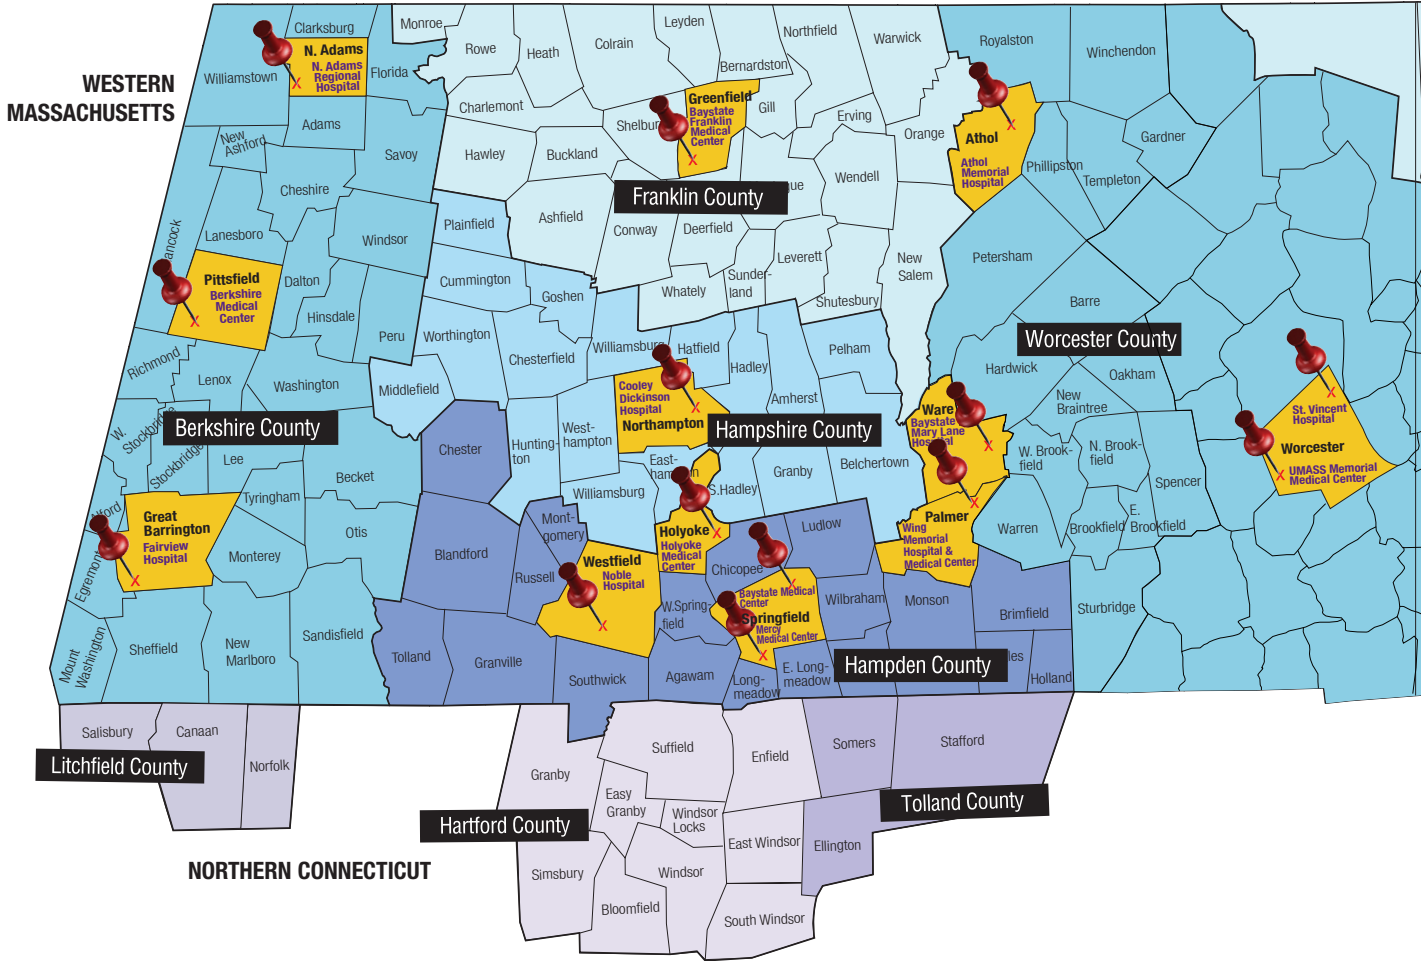 WESTERN
MASSACHUSETTS
Clarksburg
Monroe
Williamstown
N. Adams
N. Adams
Regional
Hospital
Florida
New
Ashford
Adams
Savoy
Cheshire
Lanesboro
Windsor
Pittsfield
Berkshire
Medical
Center
Dalton
Hinsdale
Peru
Richmond
Lenox
Washington
W.
Stockbridge
Stockbridge
Berkshire County
Lee
Becket
Tyringham
Great
Barrington
Fairview
Hospital
Otis
Monterey
Egremont
Mount
Washington
Sheffield
New
Marlboro
Sandisfield
Rowe
Heath
Colrain
Leyden
Bernardston
Northfield
Warwick
Charlemont
Greenfield
Baystate
Franklin
Medical
Center
Gill
Erving
Orange
Hawley
Buckland
Wendell
Franklin County
Ashfield
Conway
Deerfield
Leverett
Sunder-
land
Whately
Shutesbury
New
Salem
Plainfield
Cummington
Goshen
Worthington
Chesterfield
Williamsburg
Hatfield
Hadley
Pelham
Middlefield
Cooley
Dickinson
Hospital
Northampton
Amherst
Hampshire County
Hunting-
ton
West-
hampton
Williamsburg
S.Hadley
Granby
Belchertown
Ware
Baystate
Mary Lane
Hospital
Palmer
Wing
Memorial
Hospital &
Medical Center
Royalston
Winchendon
Athol
Athol
Memorial
Hospital
Phillipston
Templeton
Gardner
Petersham
Barre
Worcester County
Hardwick
Oakham
New
Braintree
W. Brook-
field
N. Brook-
field
Spencer
Warren
Brookfield
E.
Brookfield
Sturbridge
St. Vincent
Hospital
Worcester
UMASS Memorial
Medical Center
Chester
Blandford
Mont-
gomery
Russell
Westfield
Noble
Hospital
Holyoke
Holyoke
Medical
Center
Chicopee
Ludlow
Baystate Medical
Center
Springfield
Mercy
Medical Center
W.Spring-
field
Wilbraham
Monson
Brimfield
Holland
Hampden County
Tolland
Granville
Southwick
Agawam
Long-
meadow
E. Long-
meadow
Salisbury
Canaan
Norfolk
Litchfield County
NORTHERN CONNECTICUT
Granby
Suffield
Enfield
Somers
Stafford
Easy
Granby
Windsor
Locks
Hartford County
Tolland County
East Windsor
Ellington
Simsbury
Windsor
Bloomfield
South Windsor